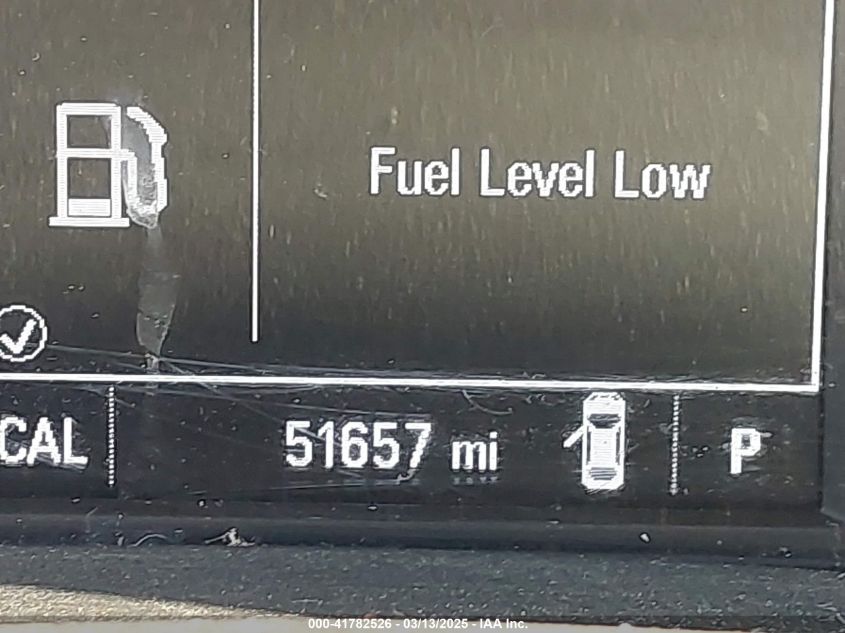 Fuel Level Low
CAL
51657 mi
P
000-41782526 - 03/13/2025 - IAA Inc.